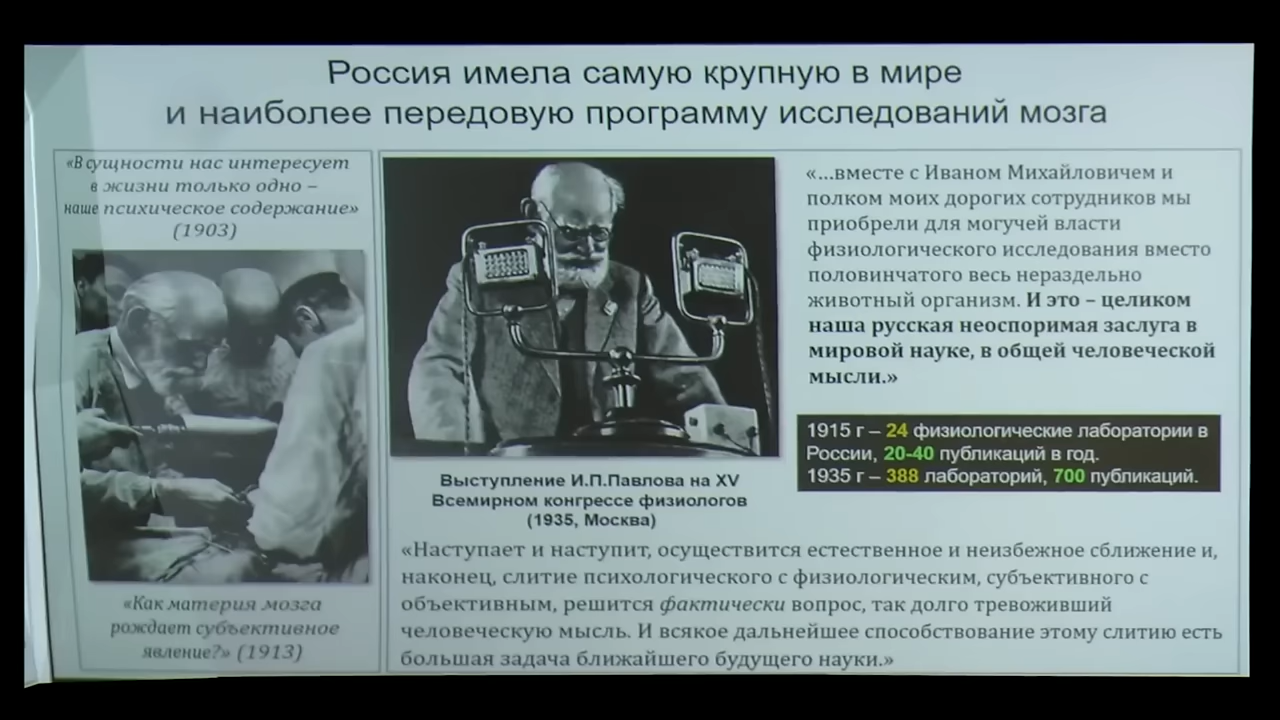 Россия имела самую крупную в мире
и наиболее передовую программу исследований мозга
«В сущности нас интересует
в жизни только одно –
наше психическое содержание»
(1903)
«Как материя мозга
рождает субъективное
явление?» (1913)
Выступление И.П.Павлова на XV
Всемирном конгрессе физиологов
(1935, Москва)
«...вместе с Иваном Михайловичем и
полком моих дорогих сотрудников мы
приобрели для могучей власти
физиологического исследования вместо
половинчатого весь нераздельно
животный организм. И это – целиком
наша русская неоспоримая заслуга в
мировой науке, в общей человеческой
мысли.»
1915 г – 24 физиологические лаборатории в
России, 20-40 публикаций в год.
1935 г – 388 лабораторий, 700 публикаций.
«Наступает и наступит, осуществится естественное и неизбежное сближение и,
наконец, слитие психологического с физиологическим, субъективного с
объективным, решится фактически вопрос, так долго тревоживший
человеческую мысль. И всякое дальнейшее способствование этому слитию есть
большая задача ближайшего будущего науки.»